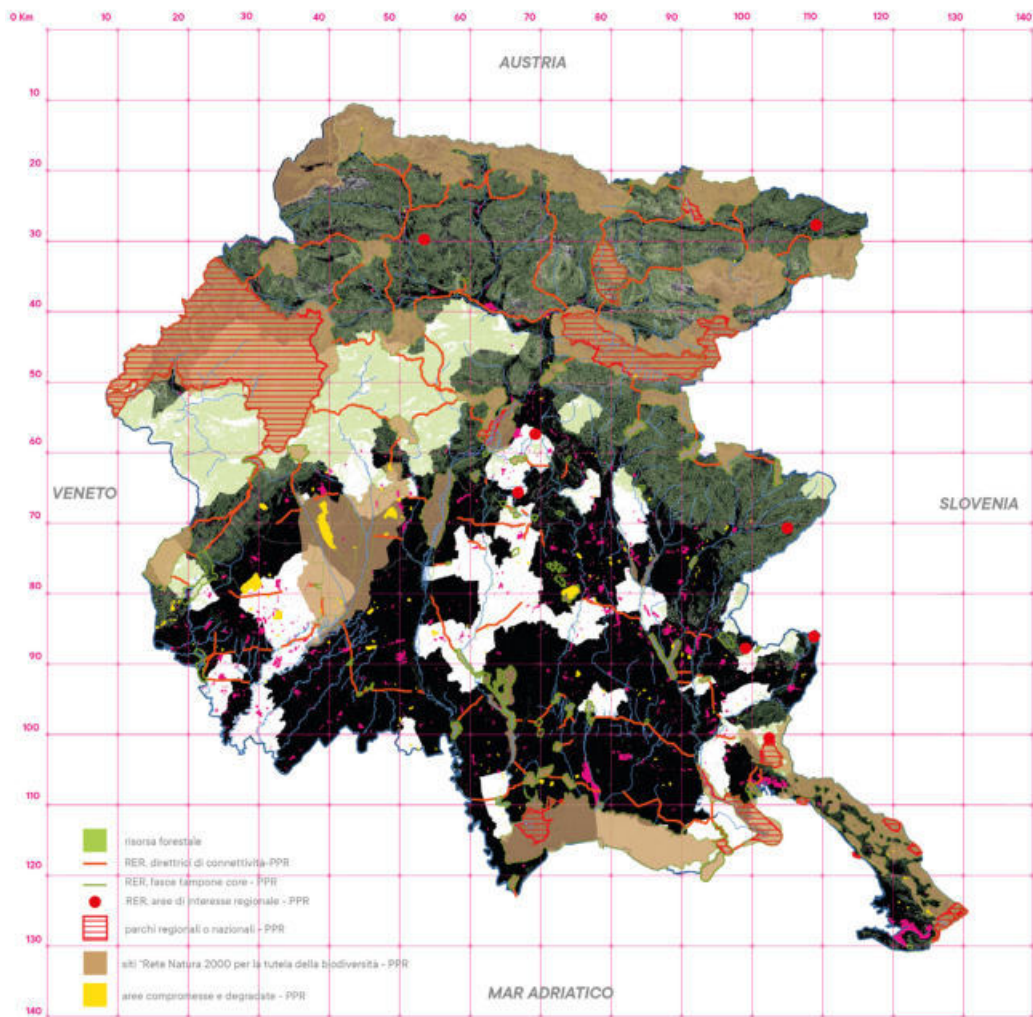 0 Km 10 20 30 40 50 60 70 80 90 100 110 120 130 140
AUSTRIA
10
20
30
40
50
60
VENETO
SLOVENIA
70
80
90
100
110
120
130
140
risorsa forestale
RER, direttrici di connettività-PPR
RER, fasce tampone core - PPR
RER, aree di interesse regionale - PPR
parchi regionali o nazionali - PPR
siti "Rete Natura 2000 per la tutela della biodiversità - PPR
aree compromesse e degradate - PPR
MAR ADRIATICO